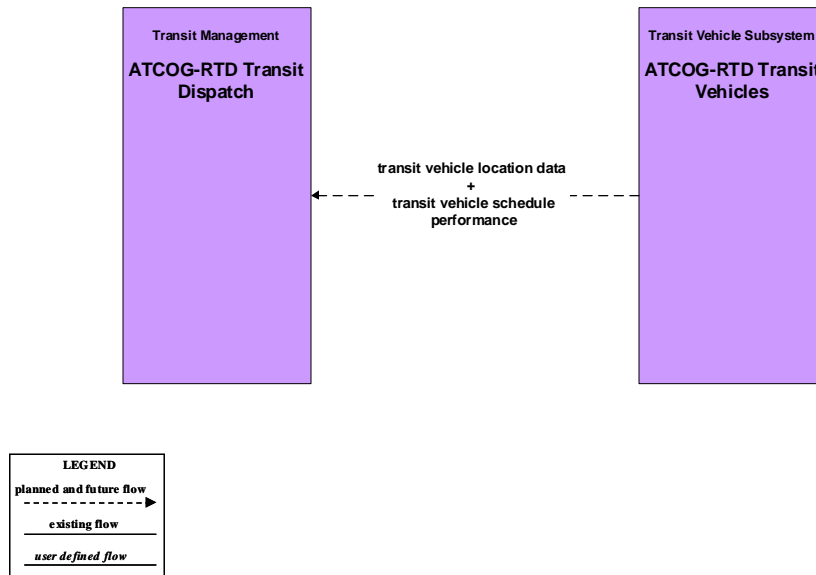 Transit Management
ATCOG-RTD Transit
Dispatch
Transit Vehicle Subsystem
ATCOG-RTD Transit
Vehicles
transit vehicle location data
+
transit vehicle schedule
performance
LEGEND
planned and future flow
existing flow
user defined flow